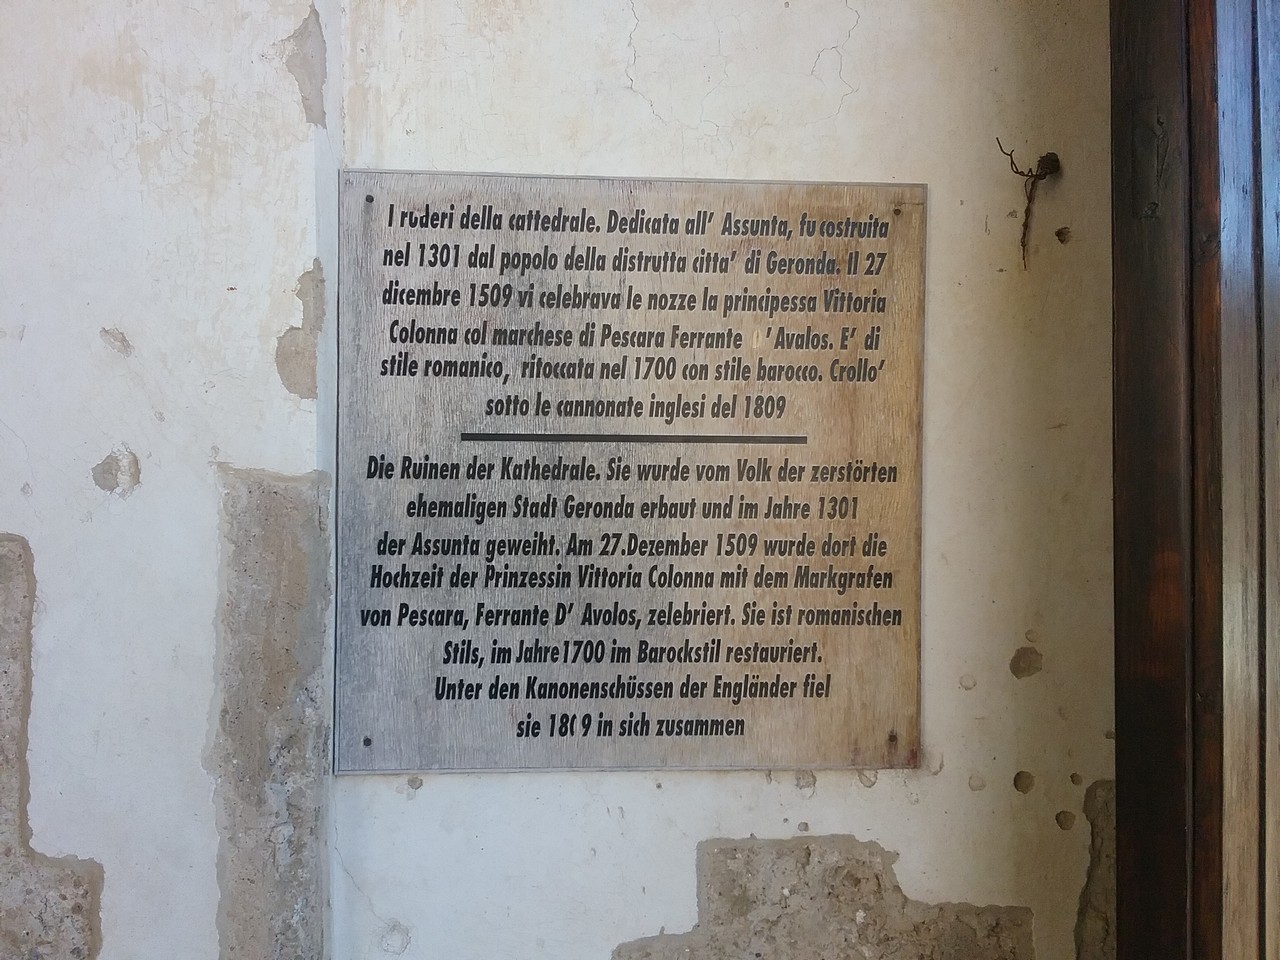 I ruderi della cattedrale. Dedicata all' Assunta, fu costruita
nel 1301 dal popolo della distrutta citta' di Geronda. Il 27
dicembre 1509 vi celebrava le nozze la principessa Vittoria
Colonna col marchese di Pescara Ferrante 'Avalos. E' di
stile romanico, ritoccata nel 1700 con stile barocco. Crollo'
sotto le cannonate inglesi del 1809
Die Ruinen der Kathedrale. Sie wurde vom Volk der zerstörten
ehemaligen Stadt Geronda erbaut und im Jahre 1301
der Assunta geweiht. Am 27.Dezember 1509 wurde dort die
Hochzeit der Prinzessin Vittoria Colonna mit dem Markgrafen
von Pescara, Ferrante D' Avolos, zelebriert. Sie ist romanischen
Stils, im Jahre 1700 im Barockstil restauriert.
Unter den Kanonenschüssen der Engländer fiel
sie 1809 in sich zusammen